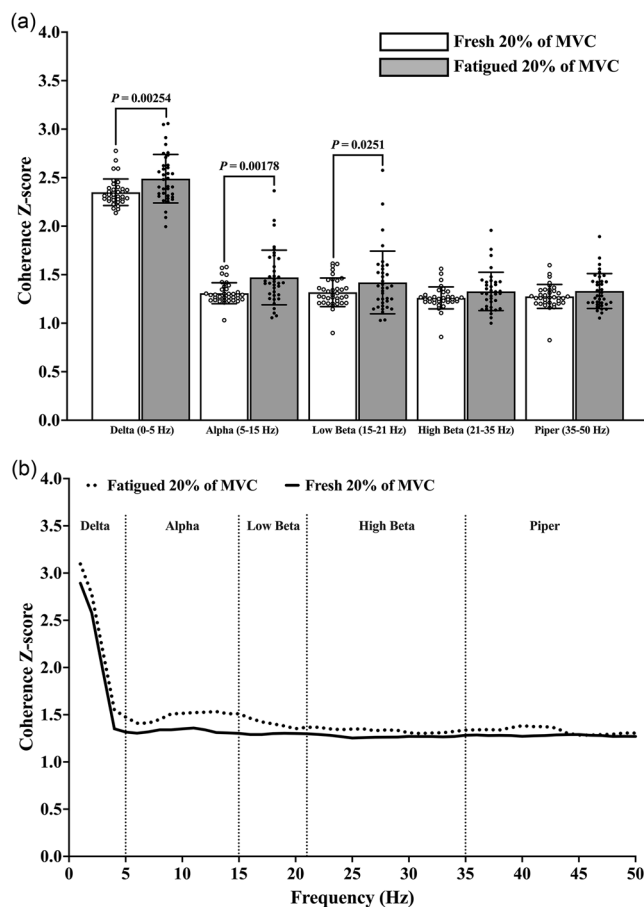 (a)
Fresh 20% of MVC
Fatigued 20% of MVC
P = 0.00254
P = 0.00178
P = 0.0251
Coherence Z-score
4.0
3.5
3.0
2.5
2.0
1.5
1.0
0.5
0.0
Delta (0-5 Hz) Alpha (5-15 Hz) Low Beta (15-21 Hz) High Beta (21-35 Hz) Piper (35-50 Hz)
(b)
Fatigued 20% of MVC Fresh 20% of MVC
Delta Alpha Low Beta High Beta Piper
Coherence Z-score
4.0
3.5
3.0
2.5
2.0
1.5
1.0
0.5
0.0
0 5 10 15 20 25 30 35 40 45 50
Frequency (Hz)